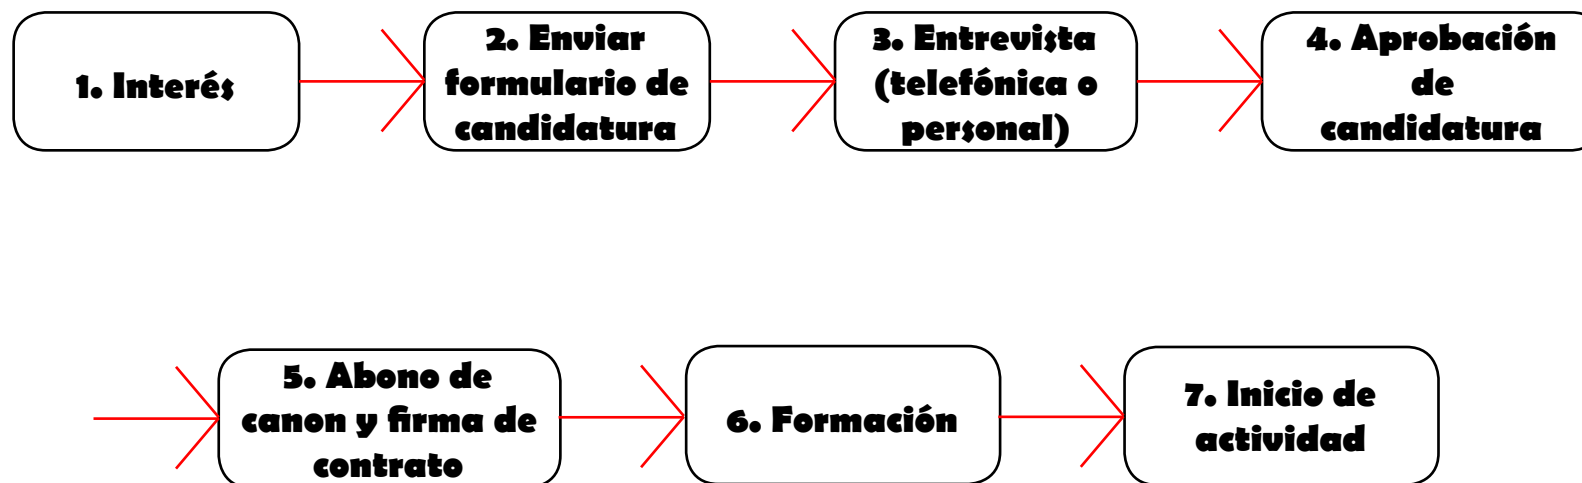 1. Interés
2. Enviar
formulario de
candidatura
3. Entrevista
(telefónica o
personal)
4. Aprobación
de
candidatura
5. Abono de
canon y firma de
contrato
6. Formación
7. Inicio de
actividad